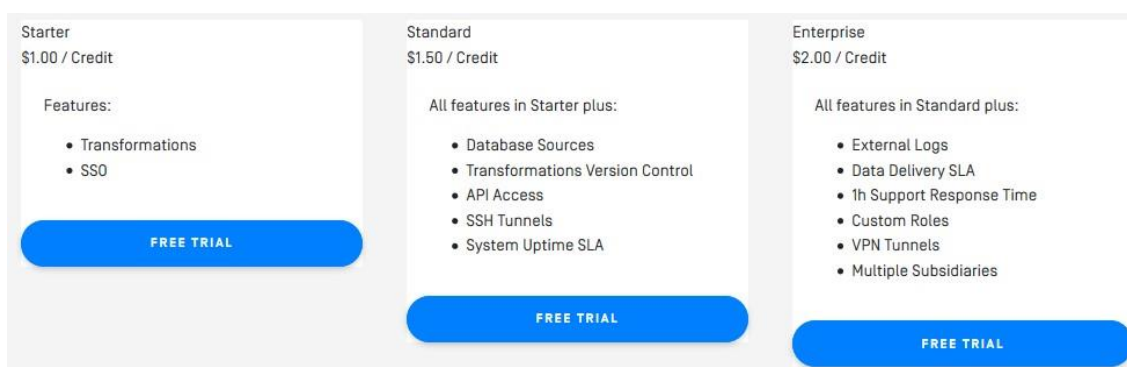 Starter
$1.00 / Credit
Features:
Transformations
SSO
FREE TRIAL
Standard
$1.50 / Credit
All features in Starter plus:
Database Sources
Transformations Version Control
API Access
SSH Tunnels
System Uptime SLA
FREE TRIAL
Enterprise
$2.00 / Credit
All features in Standard plus:
External Logs
Data Delivery SLA
1h Support Response Time
Custom Roles
VPN Tunnels
Multiple Subsidiaries
FREE TRIAL